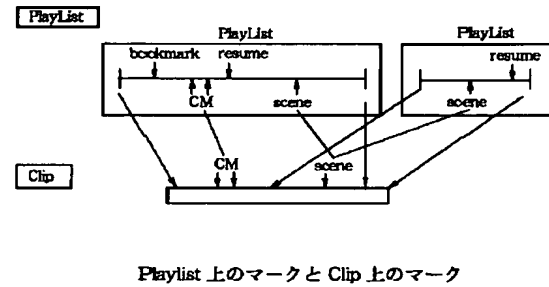 PlayList
PlayList
PlayList
bookmark
resume
resume
CM
scene
scene
CM
scene
Clip
Playlist 上のマークと Clip 上のマーク